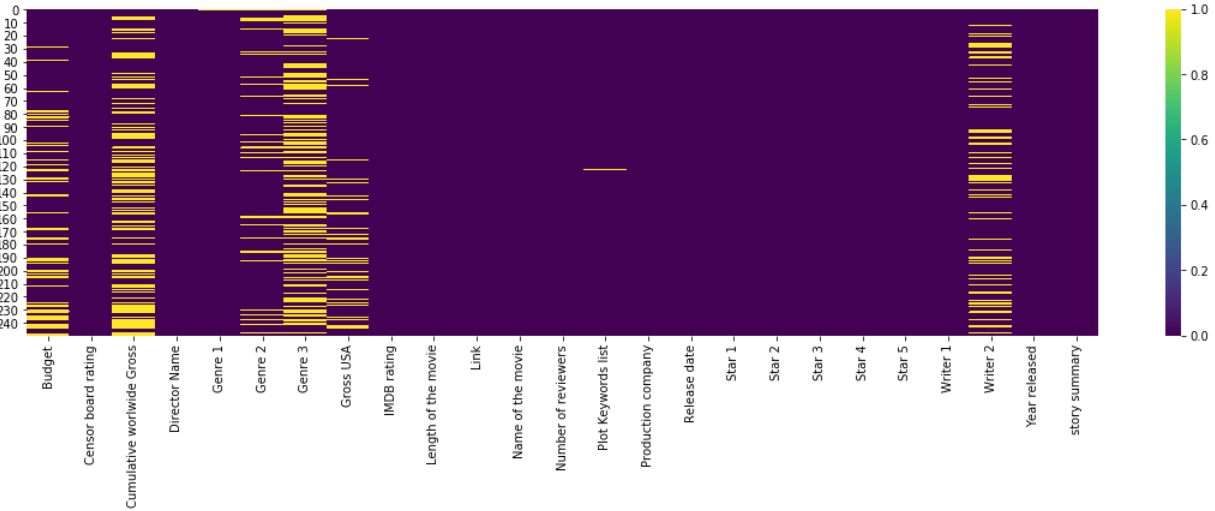 0
10
20
30
40
50
60
70
80
90
100
110
120
130
140
150
160
170
180
190
200
210
220
230
240
1.0
0.8
0.6
0.4
0.2
0.0
Budget
Censor board rating
Cumulative worlwide Gross
Director Name
Genre 1
Genre 2
Genre 3
Gross USA
IMDB rating
Length of the movie
Link
Name of the movie
Number of reviewers
Plot Keywords list
Production company
Release date
Star 1
Star 2
Star 3
Star 4
Star 5
Writer 1
Writer 2
Year released
story summary